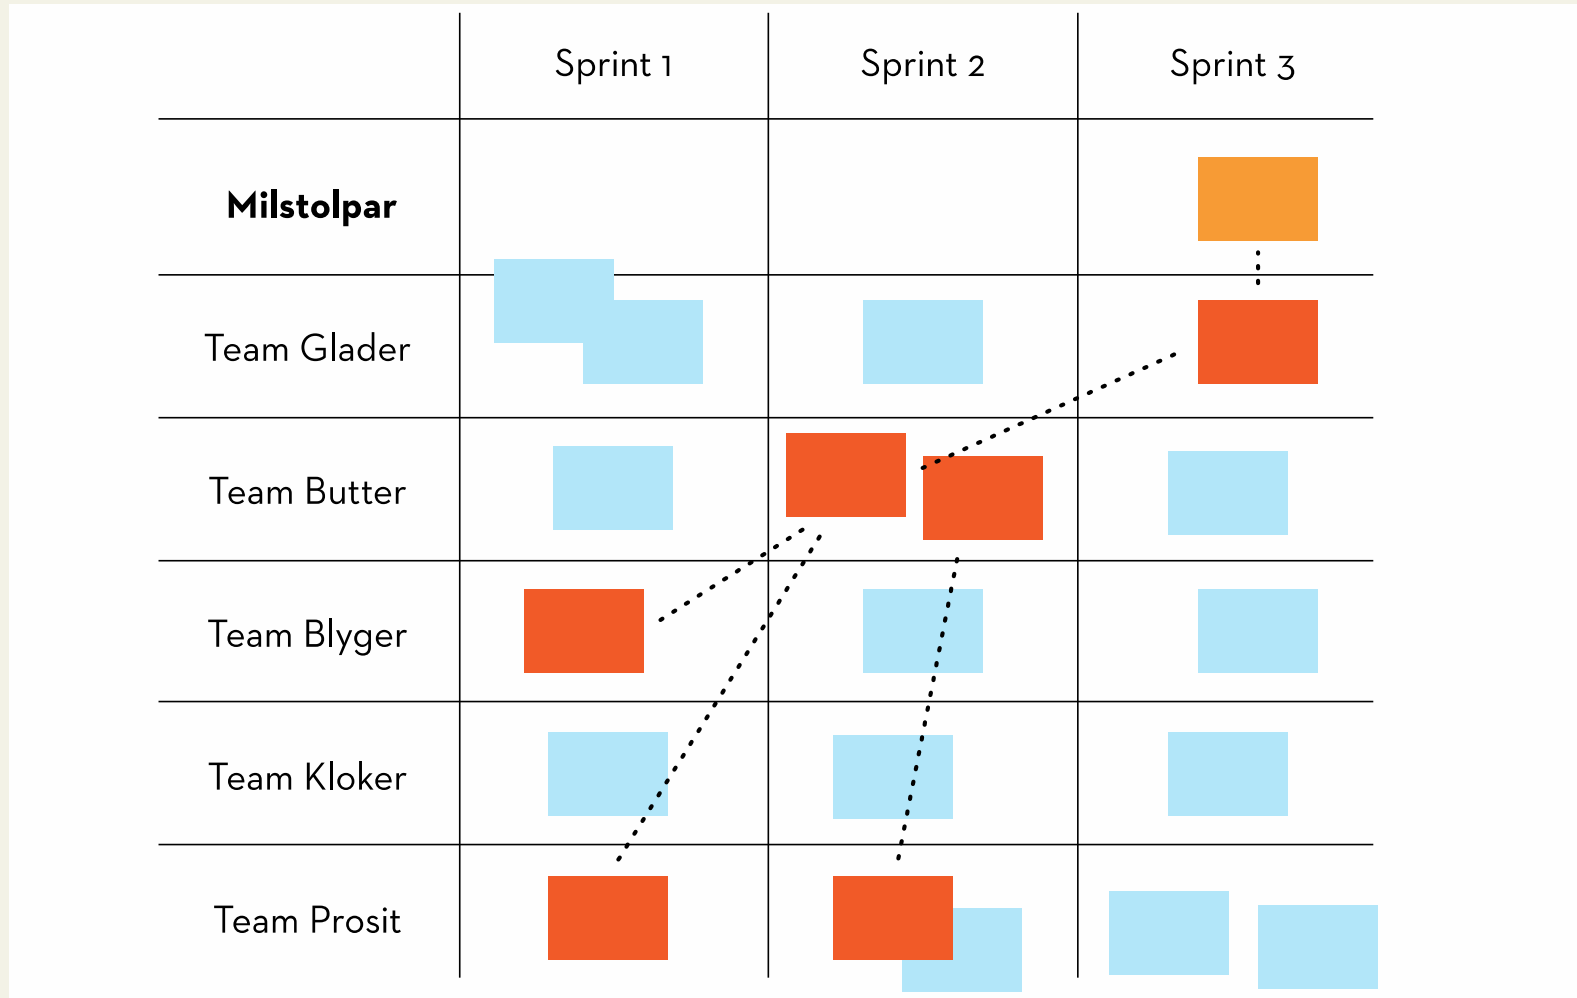 Sprint 1
Sprint 2
Sprint 3
Milstolpar
Team Glader
Team Butter
Team Blyger
Team Kloker
Team Prosit